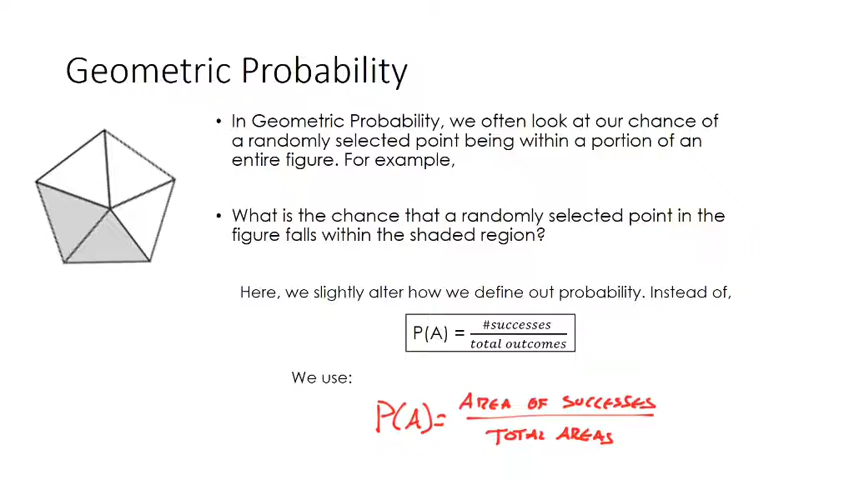 Geometric Probability
• In Geometric Probability, we often look at our chance of
a randomly selected point being within a portion of an
entire figure. For example,
• What is the chance that a randomly selected point in the
figure falls within the shaded region?
Here, we slightly alter how we define out probability. Instead of,
P(A) = #successes / total outcomes
We use:
P(A) = AREA OF SUCCESSES / TOTAL AREAS